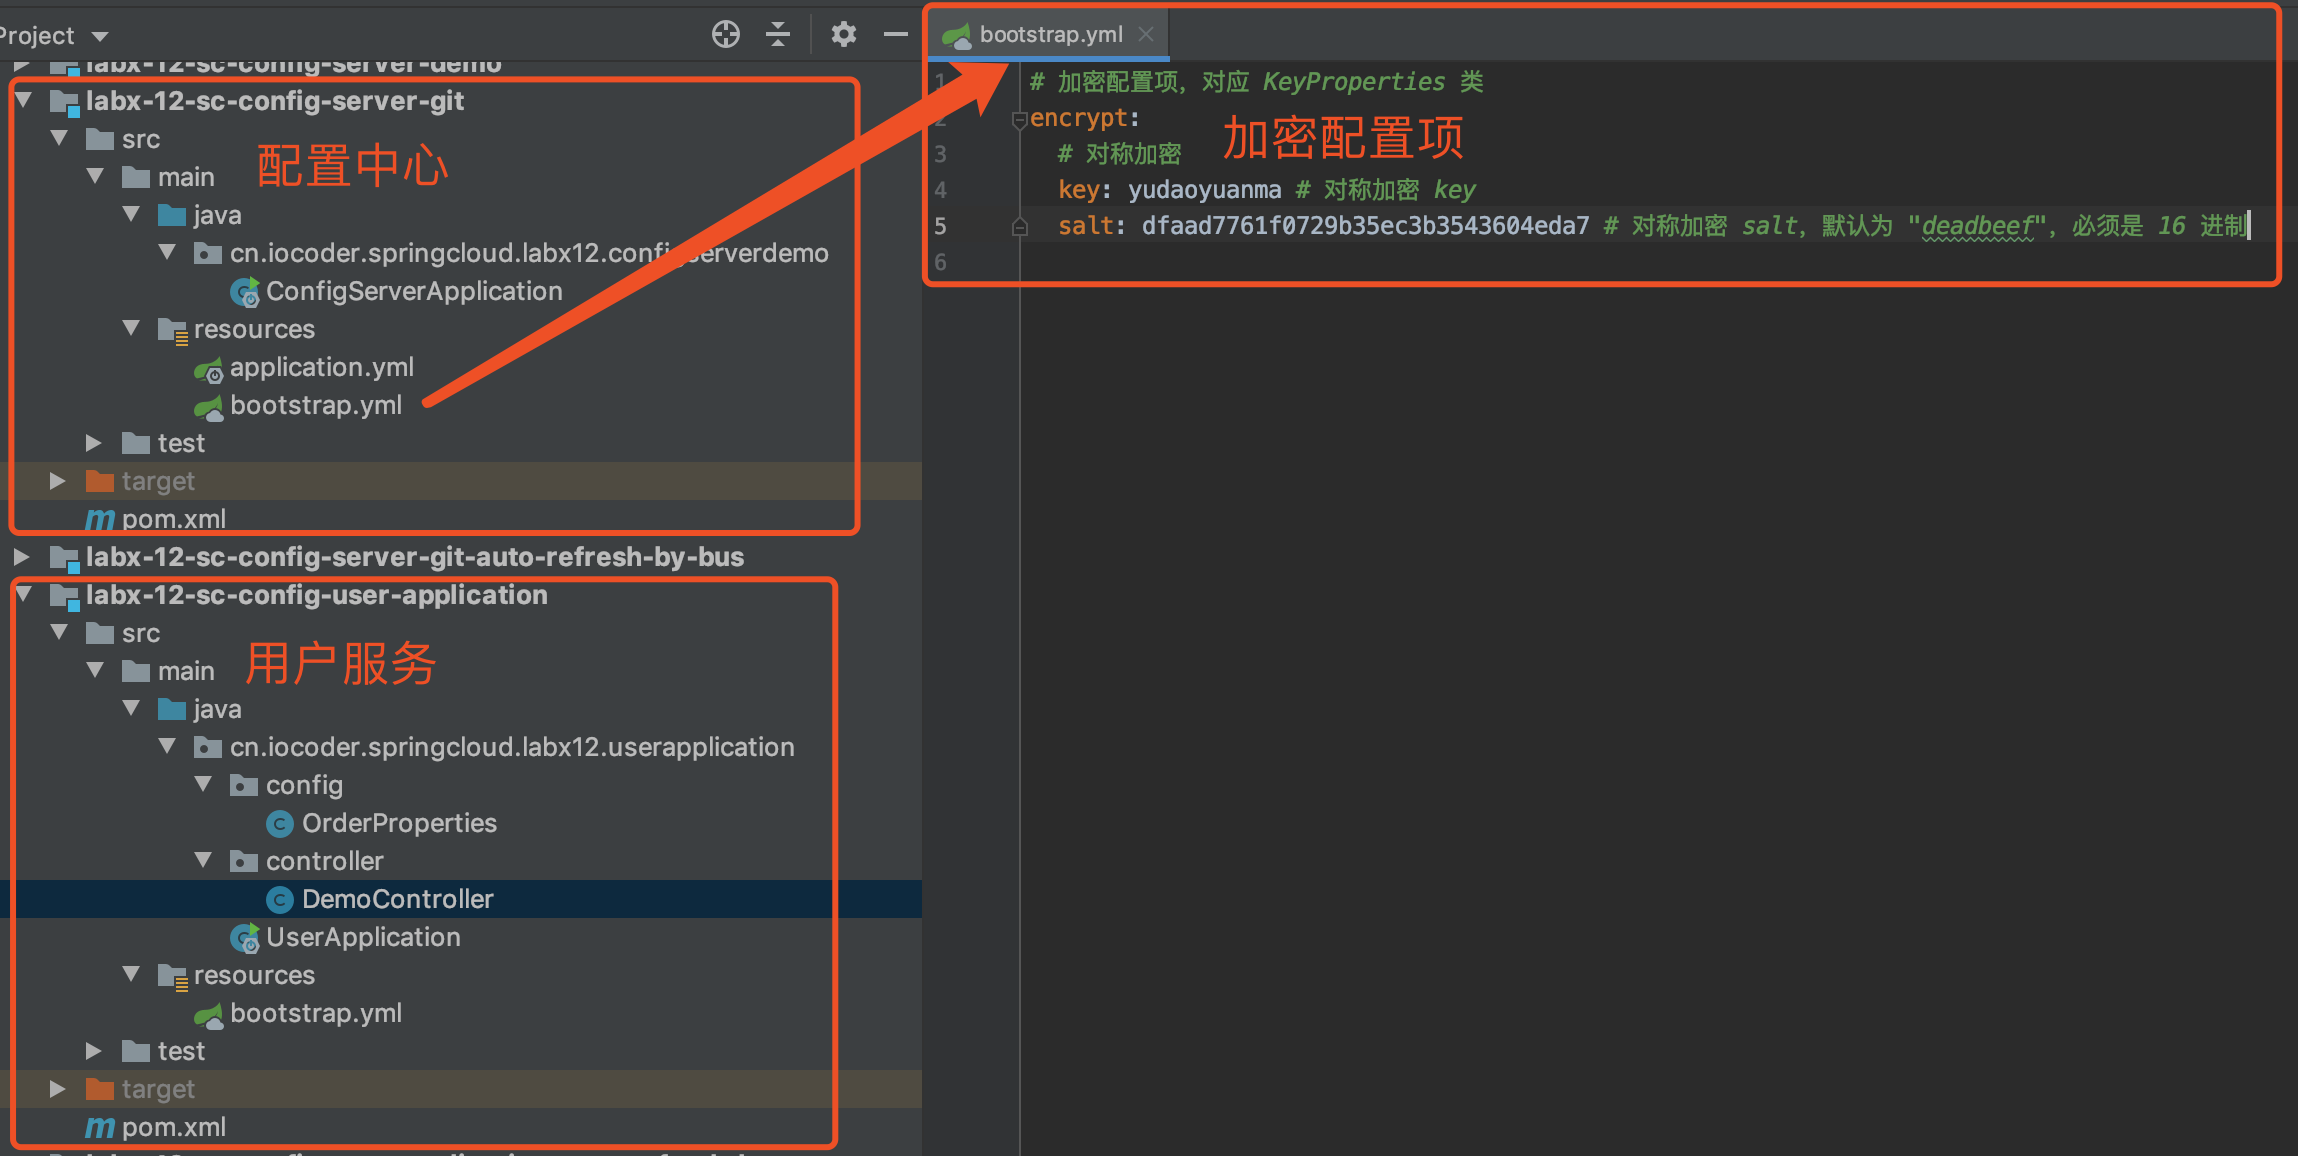 Project
bootstrap.yml
labx-12-sc-config-server-demo
labx-12-sc-config-server-git
src
配置中心
main
java
cn.iocoder.springcloud.labx12.configserverdemo
ConfigServerApplication
resources
application.yml
bootstrap.yml
test
target
pom.xml
labx-12-sc-config-server-git-auto-refresh-by-bus
labx-12-sc-config-user-application
src
用户服务
main
java
cn.iocoder.springcloud.labx12.userapplication
config
OrderProperties
controller
DemoController
UserApplication
resources
bootstrap.yml
test
target
pom.xml
1 # 加密配置项，对应 KeyProperties 类
2 encrypt:
加密配置项
3 # 对称加密
4 key: yudaoyuanma # 对称加密 key
5 salt: dfaad7761f0729b35ec3b3543604eda7 # 对称加密 salt，默认为 "deadbeef"，必须是 16 进制
6